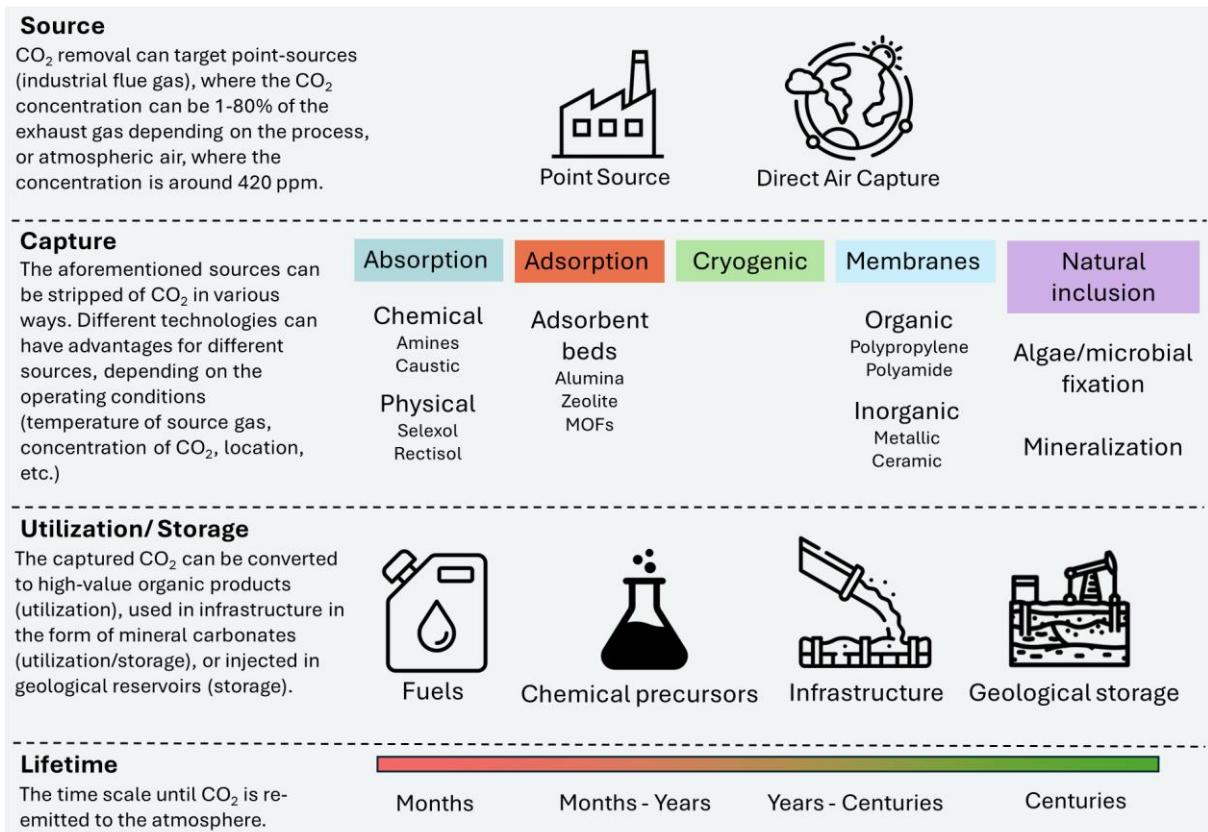 Source
CO₂ removal can target point-sources
(industrial flue gas), where the CO₂
concentration can be 1-80% of the
exhaust gas depending on the process,
or atmospheric air, where the
concentration is around 420 ppm.
Point Source
Direct Air Capture
Capture
The aforementioned sources can
be stripped of CO₂ in various
ways. Different technologies can
have advantages for different
sources, depending on the
operating conditions
(temperature of source gas,
concentration of CO₂, location,
etc.)
Absorption
Chemical
Amines
Caustic
Physical
Selexol
Rectisol
Adsorption
Adsorbent
beds
Alumina
Zeolite
MOFs
Cryogenic
Membranes
Organic
Polypropylene
Polyamide
Inorganic
Metallic
Ceramic
Natural
inclusion
Algae/microbial
fixation
Mineralization
Utilization/ Storage
The captured CO₂ can be converted
to high-value organic products
(utilization), used in infrastructure in
the form of mineral carbonates
(utilization/storage), or injected in
geological reservoirs (storage).
Fuels
Chemical precursors
Infrastructure
Geological storage
Lifetime
The time scale until CO₂ is re-
emitted to the atmosphere.
Months
Months - Years
Years - Centuries
Centuries